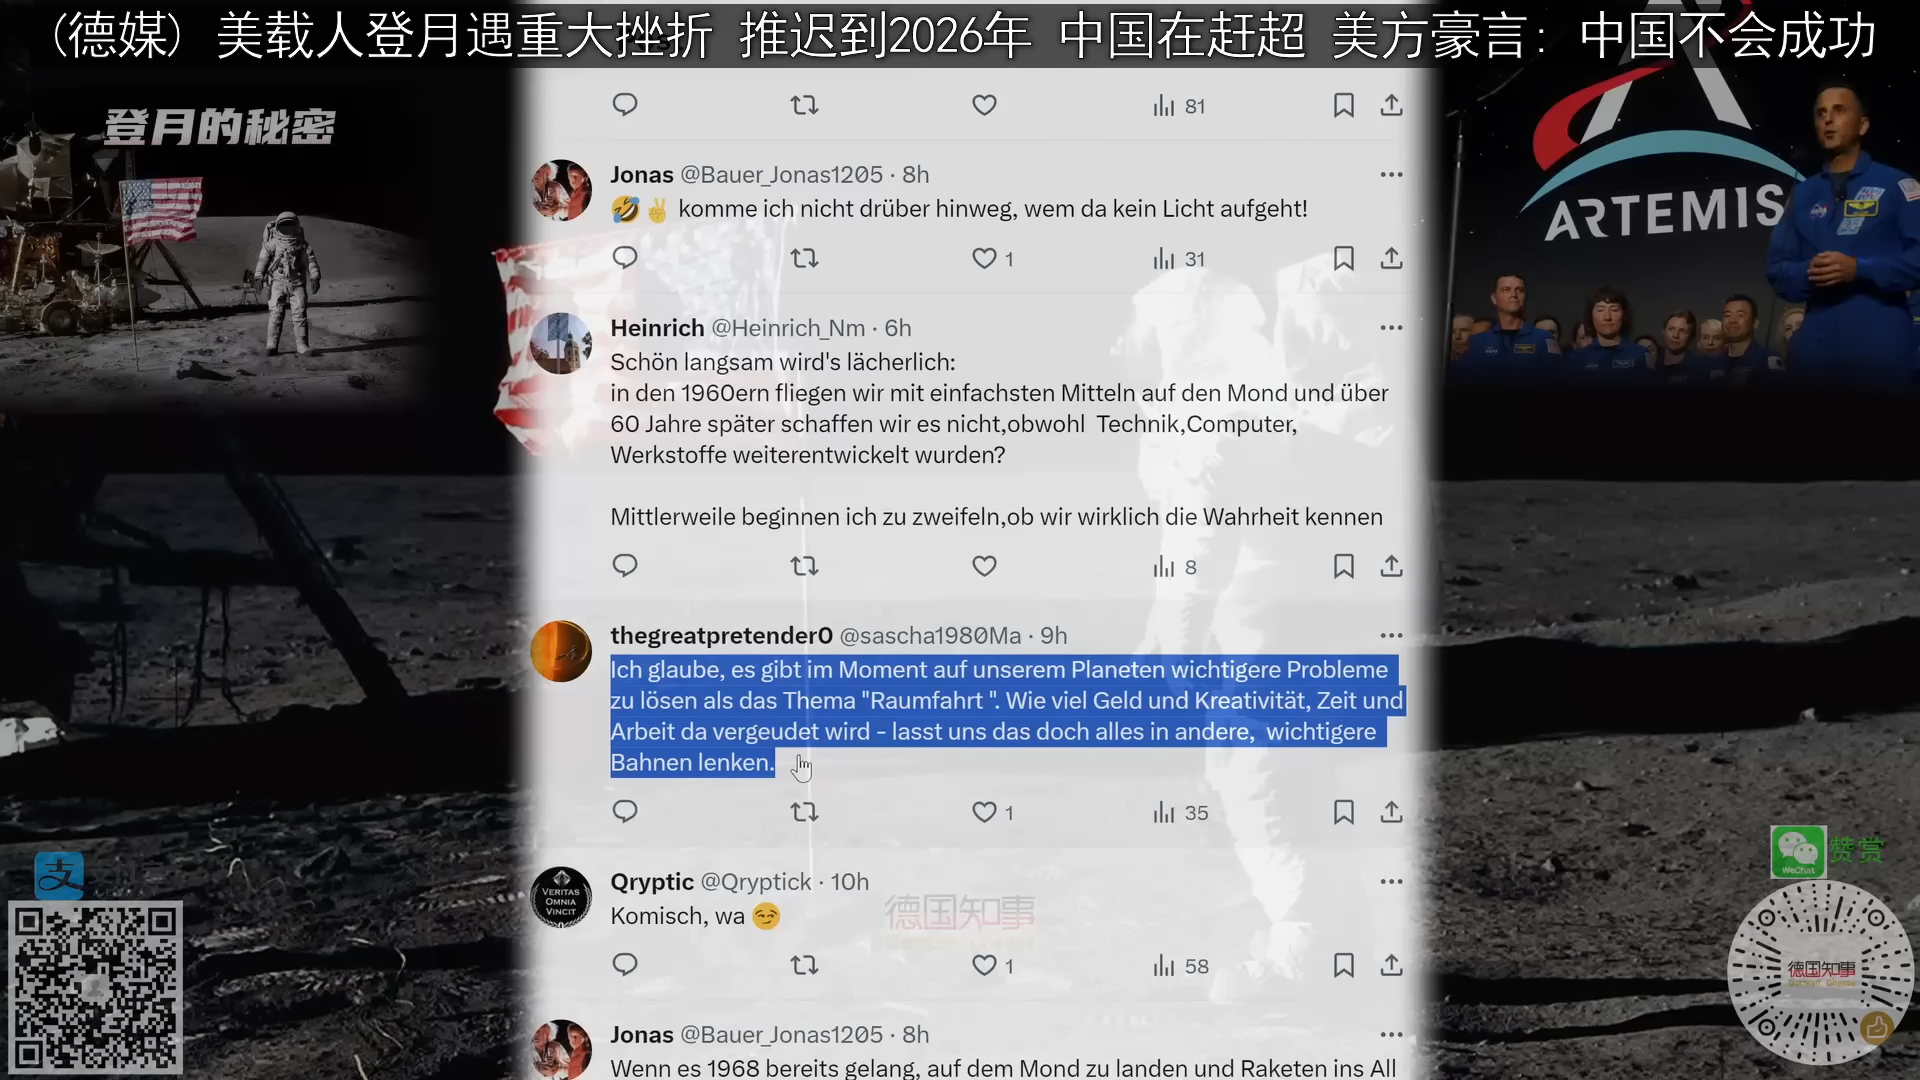 (德媒) 美载人登月遇重大挫折 推迟到2026年 中国在赶超 美方豪言: 中国不会成功
登月的秘密
ARTEMIS
81
Jonas @Bauer_Jonas1205 · 8h
🤣✌️ komme ich nicht drüber hinweg, wem da kein Licht aufgeht!
1 31
Heinrich @Heinrich_Nm · 6h
Schön langsam wird's lächerlich:
in den 1960ern fliegen wir mit einfachsten Mitteln auf den Mond und über
60 Jahre später schaffen wir es nicht,obwohl Technik,Computer,
Werkstoffe weiterentwickelt wurden?
Mittlerweile beginnen ich zu zweifeln,ob wir wirklich die Wahrheit kennen
8
thegreatpretender0 @sascha1980Ma · 9h
Ich glaube, es gibt im Moment auf unserem Planeten wichtigere Probleme
zu lösen als das Thema "Raumfahrt ". Wie viel Geld und Kreativität, Zeit und
Arbeit da vergeudet wird - lasst uns das doch alles in andere, wichtigere
Bahnen lenken.
1 35
Qryptic @Qryptick · 10h
VERITAS
OMNIA
VINCIT
Komisch, wa 😏
德国知事
1 58
Jonas @Bauer_Jonas1205 · 8h
Wenn es 1968 bereits gelang, auf dem Mond zu landen und Raketen ins All
支
WeChat
赞赏
德国知事